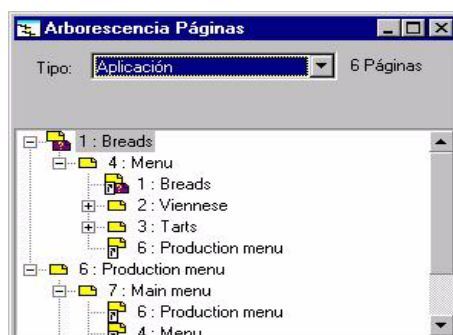 Arborescencia Páginas
Tipo: Aplicación 6 Páginas
1 : Breads
4 : Menu
1 : Breads
2 : Viennese
3 : Tarts
6 : Production menu
6 : Production menu
7 : Main menu
6 : Production menu
4 : Menu